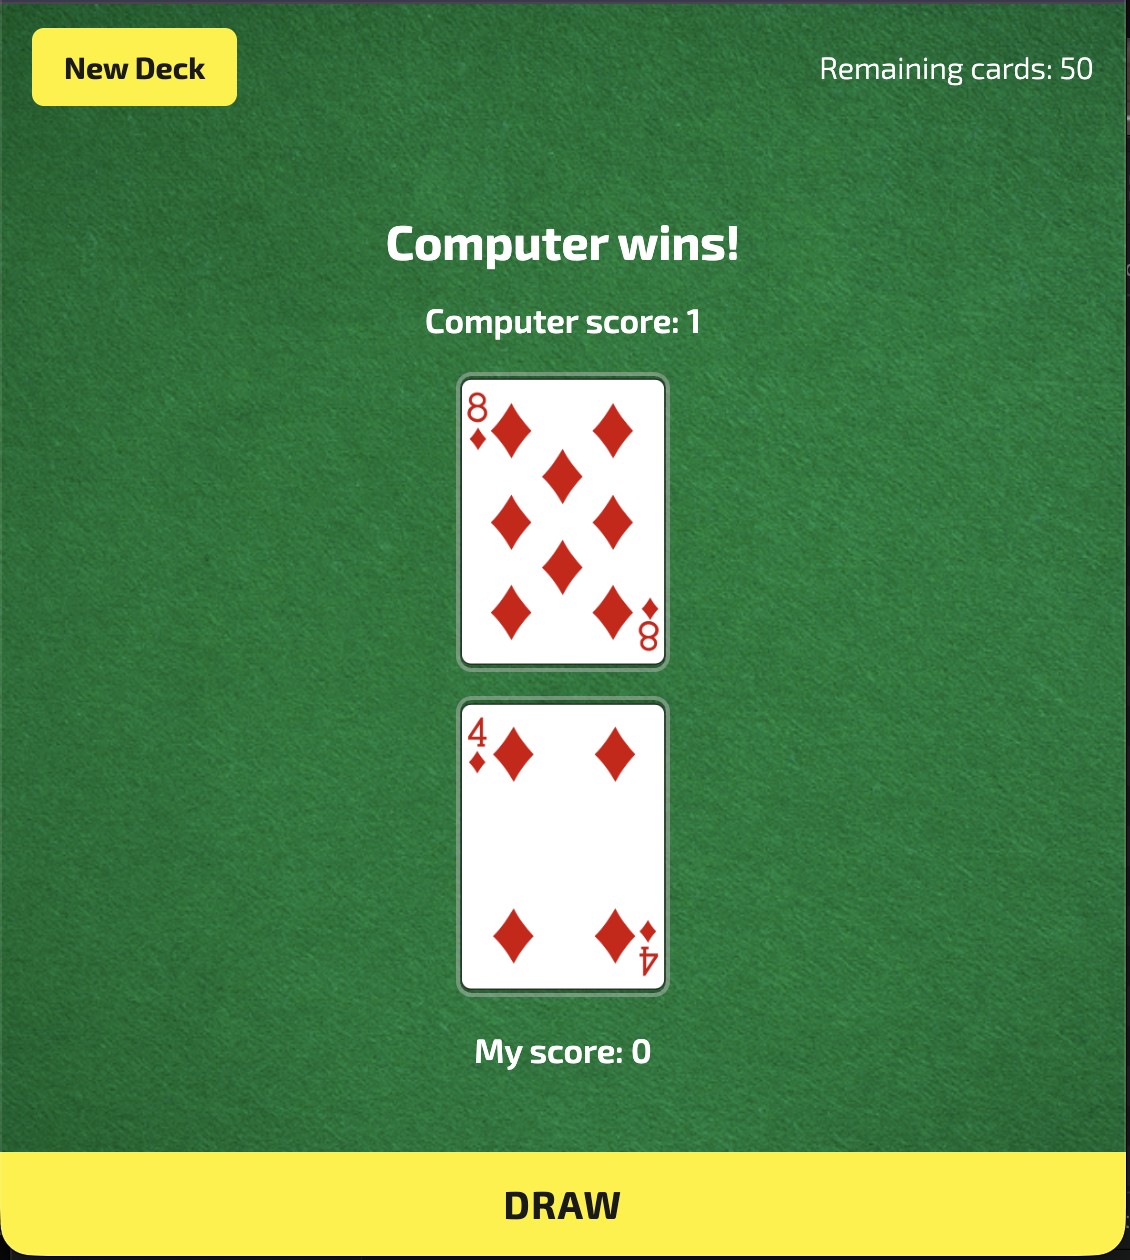 New Deck
Remaining cards: 50
Computer wins!
Computer score: 1
8
8
4
4
My score: 0
DRAW